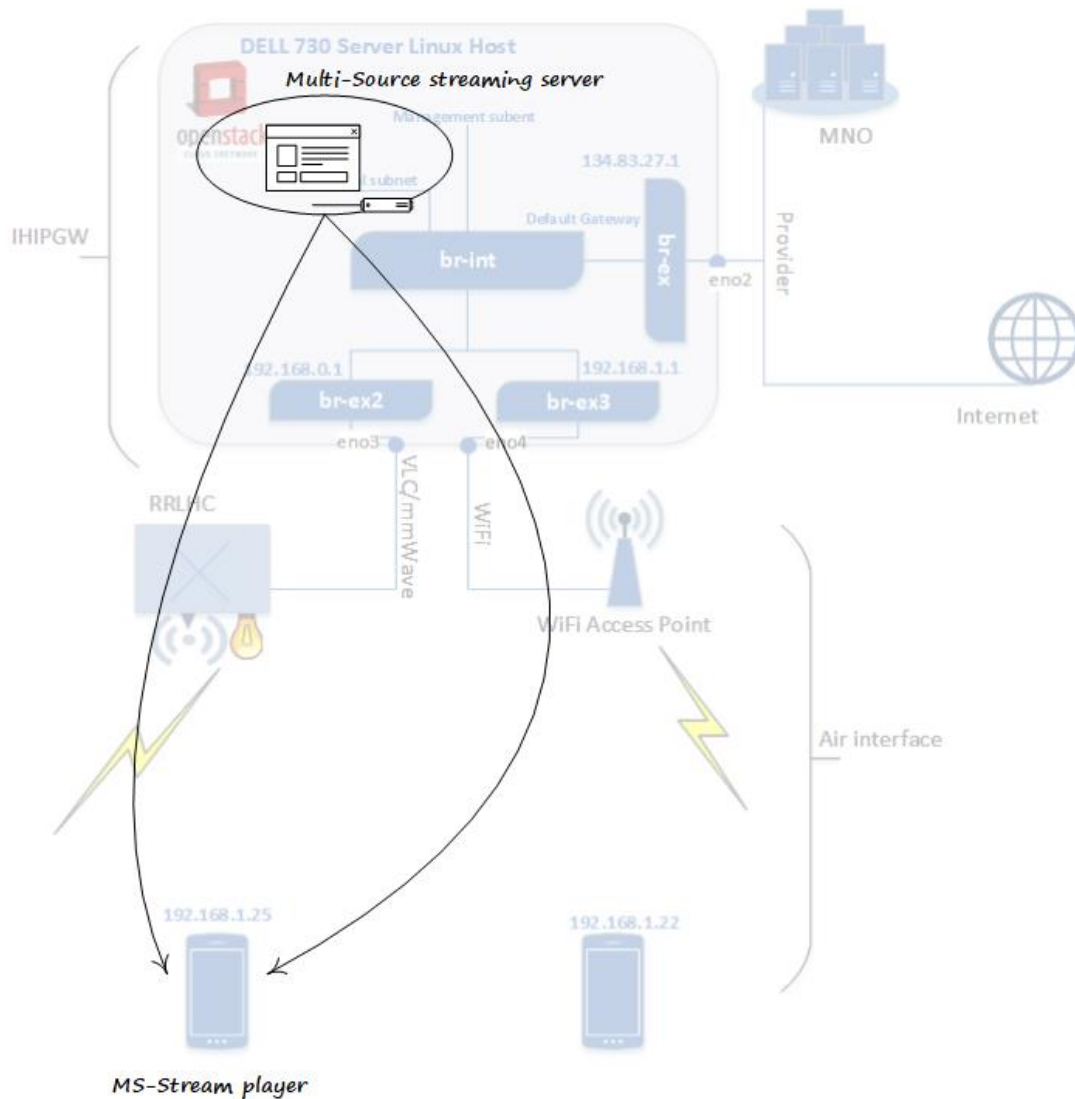 DELL 730 Server Linux Host
Multi-Source streaming server
openstack
CLOUD SOFTWARE
Management subent
l subnet
134.83.27.1
MNO
IHIPGW
Default Gateway
br-int
br-ex
eno2
Provider
Internet
192.168.0.1
192.168.1.1
br-ex2
br-ex3
eno3
eno4
RRLHC
VLC/mmWave
WiFi
WiFi Access Point
Air interface
192.168.1.25
192.168.1.22
MS-Stream player